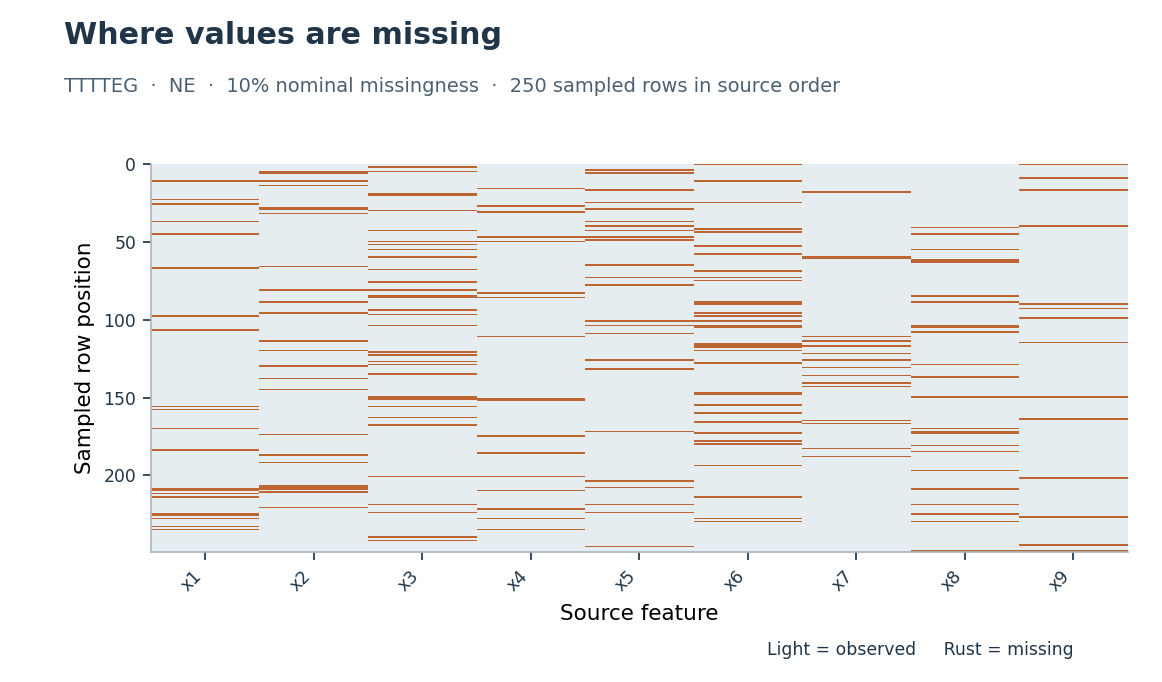 Where values are missing
TTTTEG · NE · 10% nominal missingness · 250 sampled rows in source order
0
50
100
150
200
Sampled row position
x1 x2 x3 x4 x5 x6 x7 x8 x9
Source feature
Light = observed Rust = missing